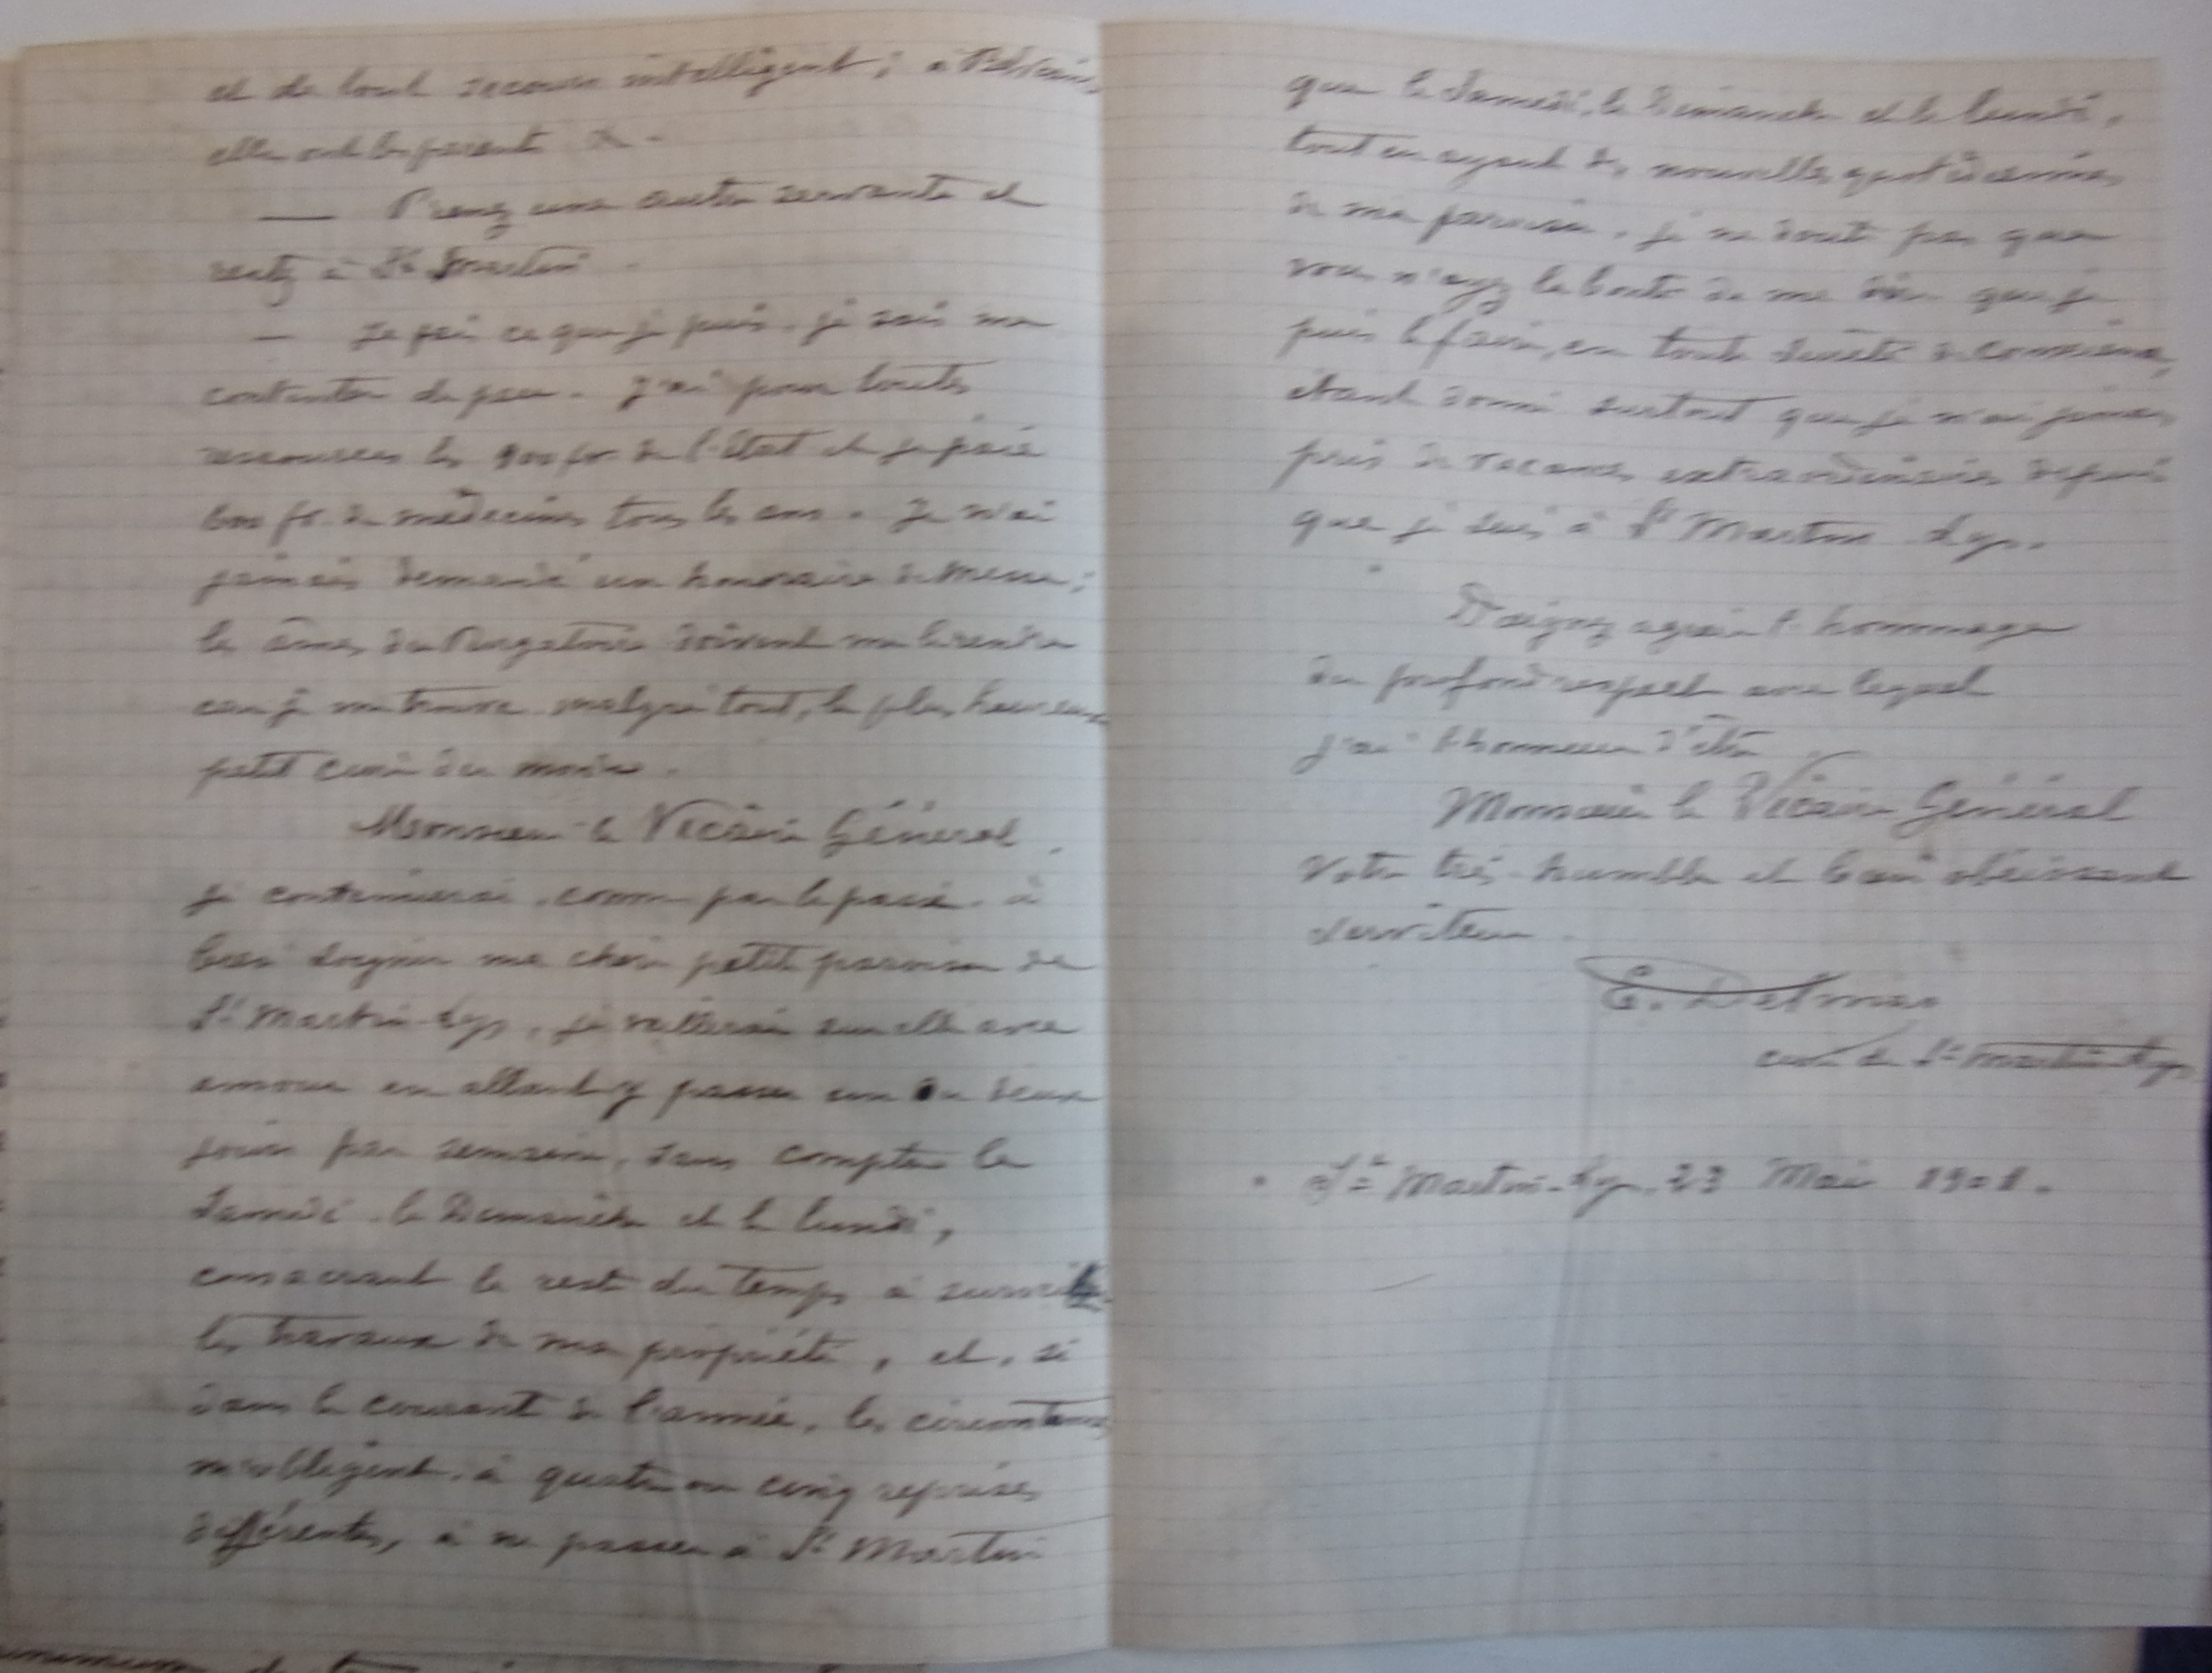 et de tout secours intelligent ; à
elle a ses parents &.
— Prenez une autre servante et
restez à St Martin.
— Je fais ce que je puis, je sais me
contenter de peu. J'ai pour toutes
ressources les 900 fr. de l'état et je paie
fr. de médecins tous les ans. Je n'ai
jamais demandé un honoraire de messe ;
les âmes du Purgatoire doivent me le rendre
car je me trouve malgré tout, le plus heureux
petit curé du monde.
Monsieur le Vicaire Général
je continuerai, comme par le passé, à
bien soigner ma chère petite paroisse de
St Martin-Lys, je veillerai sur elle avec
amour en allant y passer un ou deux
jours par semaine, sans compter le
Samedi, le Dimanche et le lundi,
consacrant le reste du temps à surveiller
les travaux de ma propriété, et, si
dans le courant de l'année, les circonstances
m'obligent, à quatre ou cinq reprises
différentes, à ne passer à St Martin
que le Samedi, le Dimanche et le lundi,
tout en ayant des nouvelles quotidiennes
de ma paroisse, je ne doute pas que
vous n'ayez la bonté de me dire que je
puis le faire, en toute sûreté de conscience,
étant donné surtout que je n'ai jamais
pris de vacances extraordinaires depuis
que je suis à St Martin-Lys.
Daignez agréer l'hommage
du profond respect avec lequel
j'ai l'honneur d'être
Monsieur le Vicaire Général
Votre très-humble et bien obéissant
serviteur.
E. Delmas
curé de St Martin-Lys
St Martin-Lys, 23 Mai 1901.